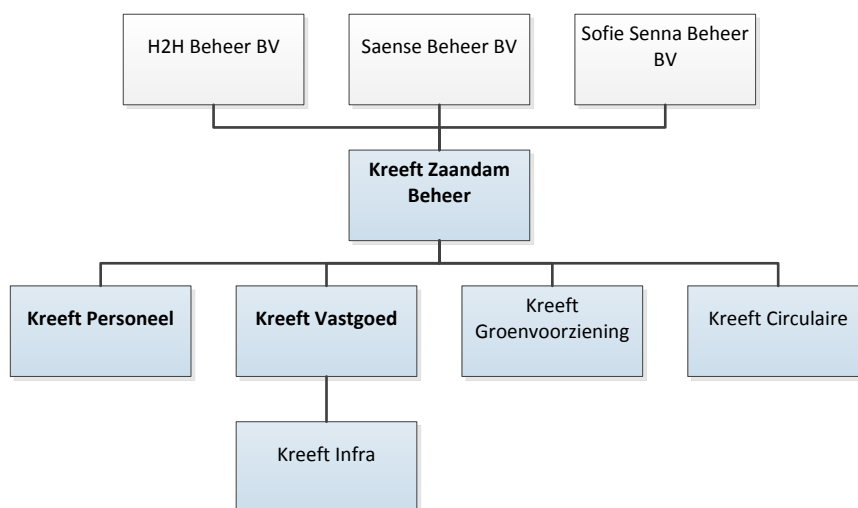 H2H Beheer BV
Saense Beheer BV
Sofie Senna Beheer
BV
Kreeft Zaandam
Beheer
Kreeft Personeel
Kreeft Vastgoed
Kreeft
Groenvoorziening
Kreeft Circulaire
Kreeft Infra